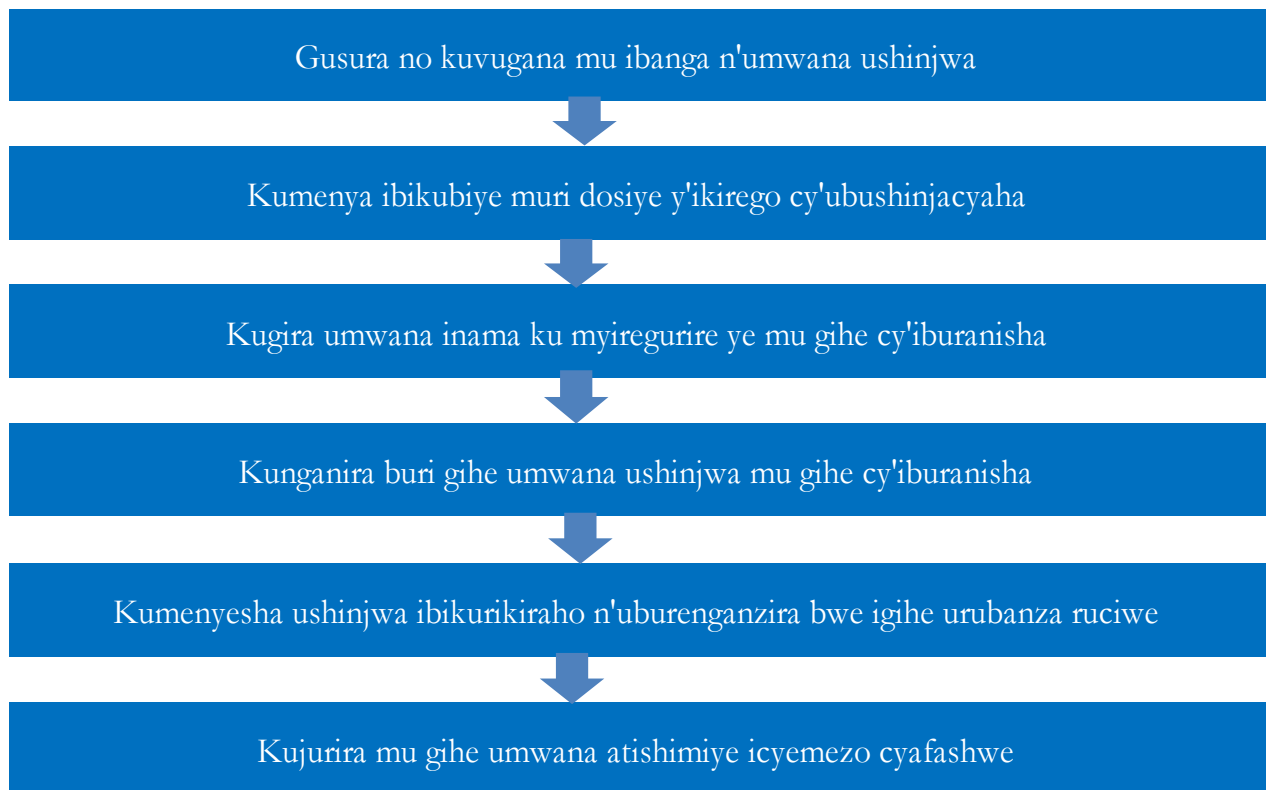 Gusura no kuvugana mu ibanga n'umwana ushinjwa
Kumenya ibikubiye muri dosiye y'ikirego cy'ubushinjacyaha
Kugira umwana inama ku myiregurire ye mu gihe cy'iburanisha
Kunganira buri gihe umwana ushinjwa mu gihe cy'iburanisha
Kumenyesha ushinjwa ibikurikiraho n'uburenganzira bwe igihe urubanza ruciwe
Kujurira mu gihe umwana atishimiye icyemezo cyafashwe